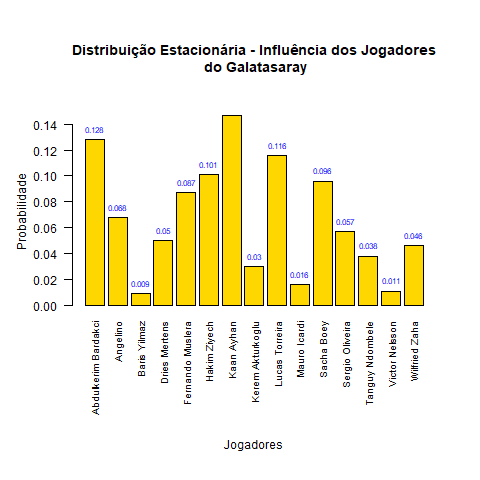 Distribuição Estacionária - Influência dos Jogadores
do Galatasaray
Probabilidade
0.14
0.12
0.10
0.08
0.06
0.04
0.02
0.00
0.128
0.068
0.009
0.05
0.087
0.101
0.03
0.116
0.016
0.096
0.057
0.038
0.011
0.046
Abdulkerim Bardakci
Angelino
Baris Yilmaz
Dries Mertens
Fernando Muslera
Hakim Ziyech
Kaan Ayhan
Kerem Akturkoglu
Lucas Torreira
Mauro Icardi
Sacha Boey
Sergio Oliveira
Tanguy Ndombele
Victor Nelsson
Wilfried Zaha
Jogadores